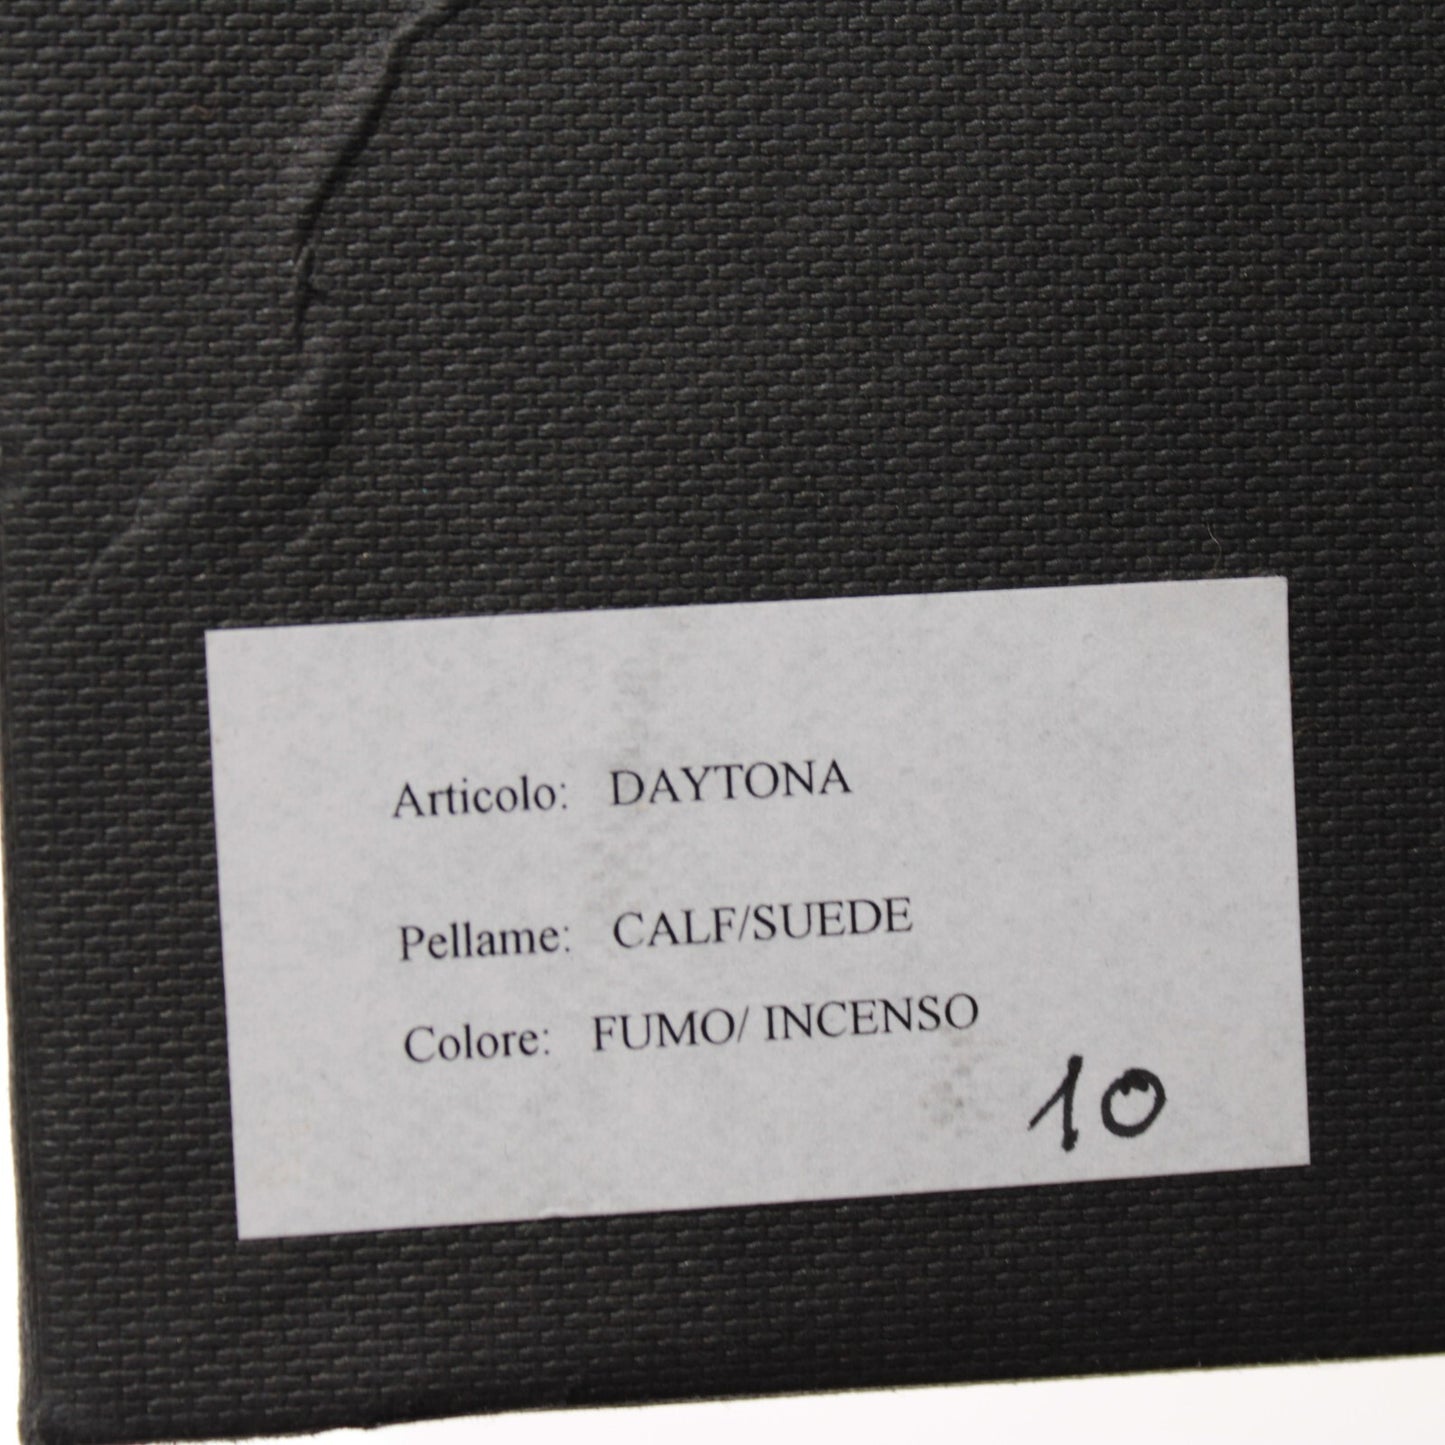 Articolo: DAYTONA
Pellame: CALF/SUEDE
Colore: FUMO/ INCENSO
10